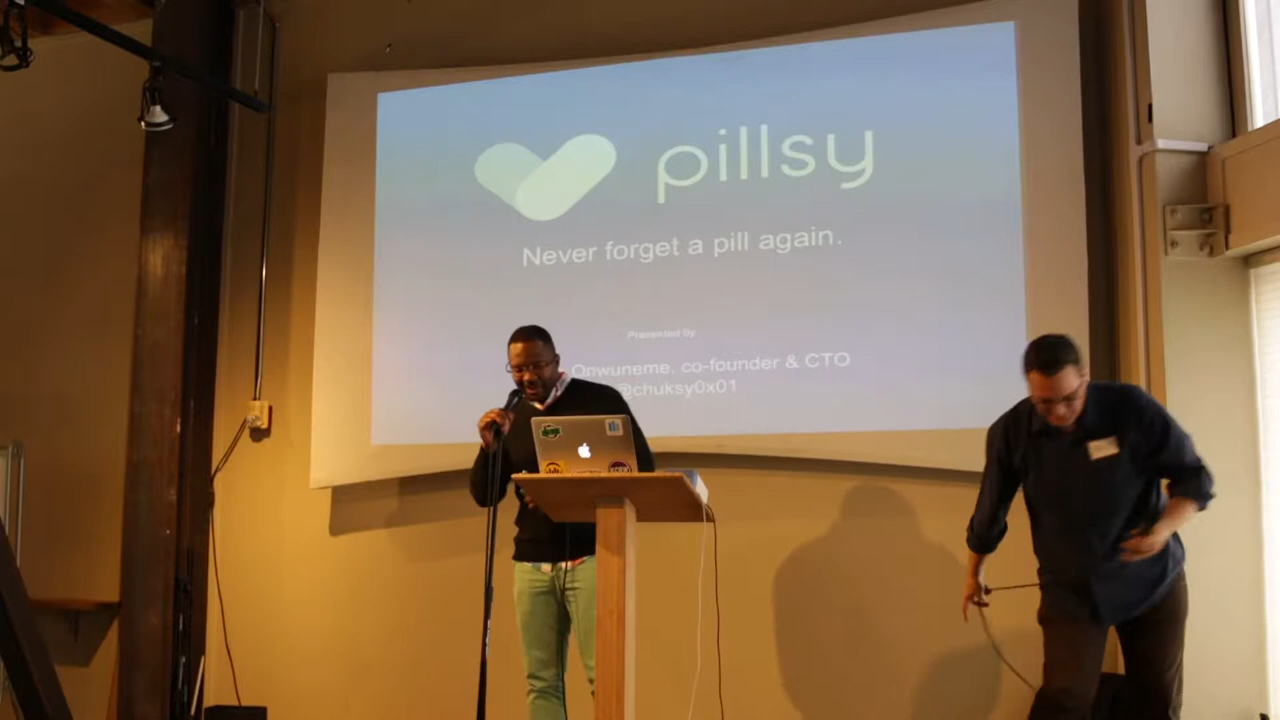 pillsy
Never forget a pill again.
Presented by
Onwuneme, co-founder & CTO
@chuksy0x01